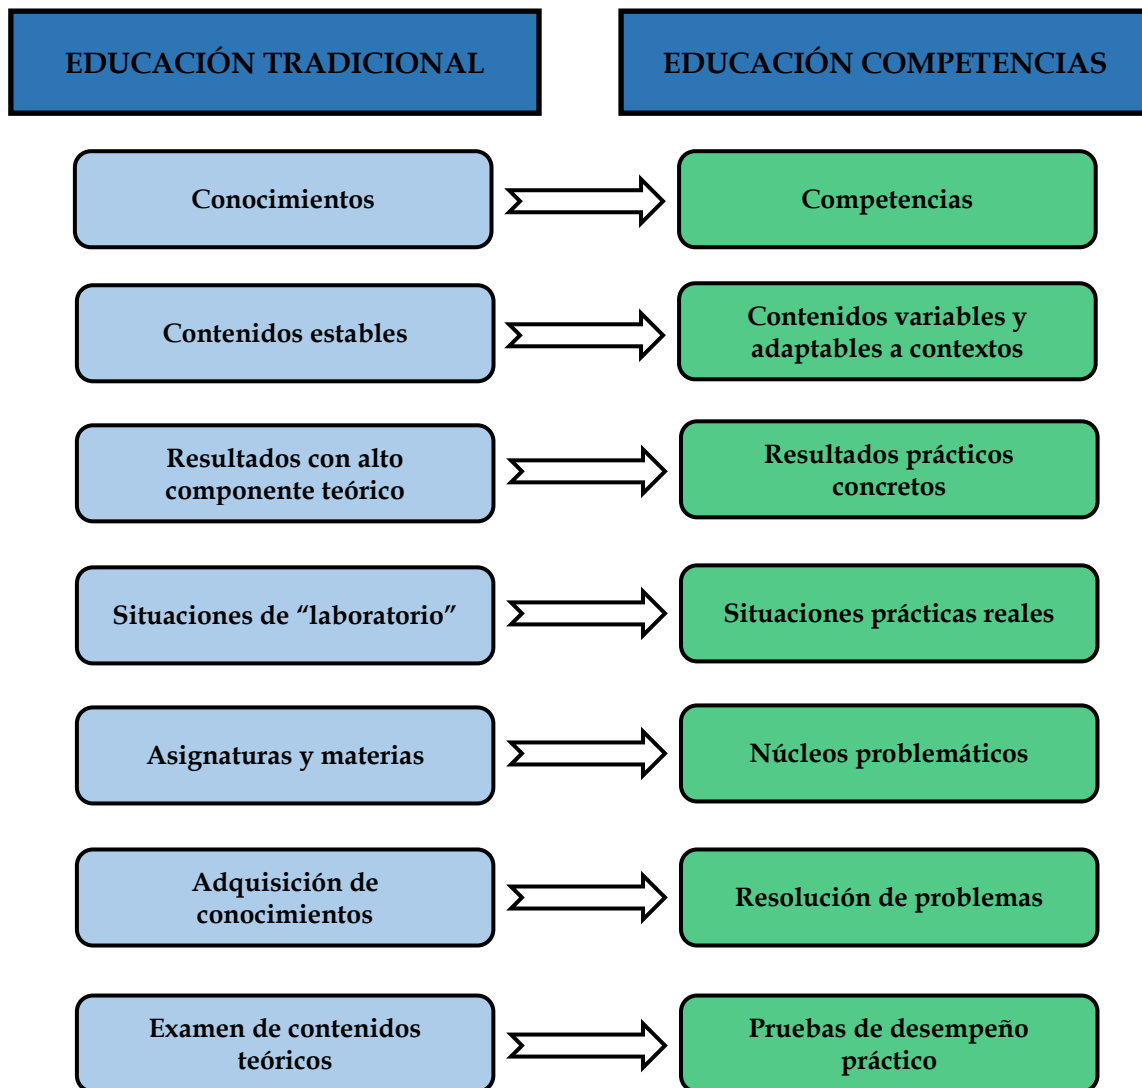 EDUCACIÓN TRADICIONAL
EDUCACIÓN COMPETENCIAS
Conocimientos
Competencias
Contenidos estables
Contenidos variables y
adaptables a contextos
Resultados con alto
componente teórico
Resultados prácticos
concretos
Situaciones de “laboratorio”
Situaciones prácticas reales
Asignaturas y materias
Núcleos problemáticos
Adquisición de
conocimientos
Resolución de problemas
Examen de contenidos
teóricos
Pruebas de desempeño
práctico